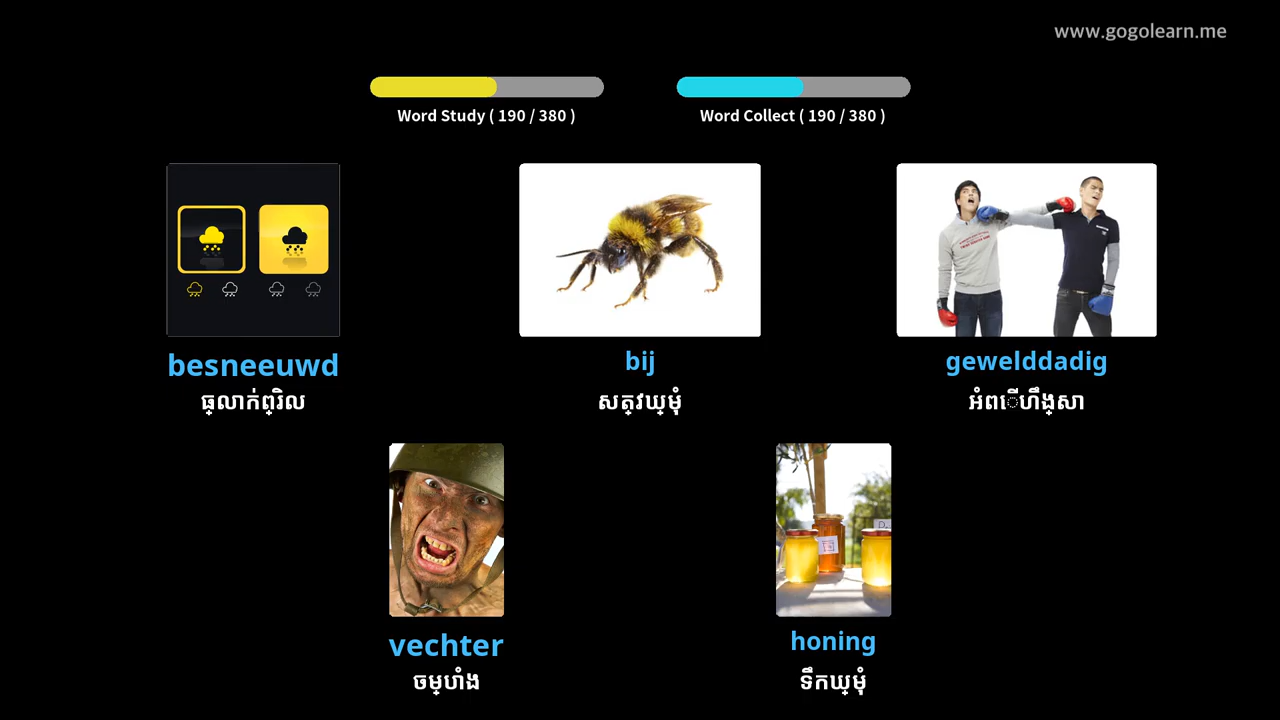 www.gogolearn.me
Word Study ( 190 / 380 )
Word Collect ( 190 / 380 )
besneeuwd
ធ្លាក់ព្រិល
bij
សត្វឃ្មុំ
gewelddadig
អំពើហឹង្សា
vechter
ចម្បាំង
honing
ទឹកឃ្មុំ